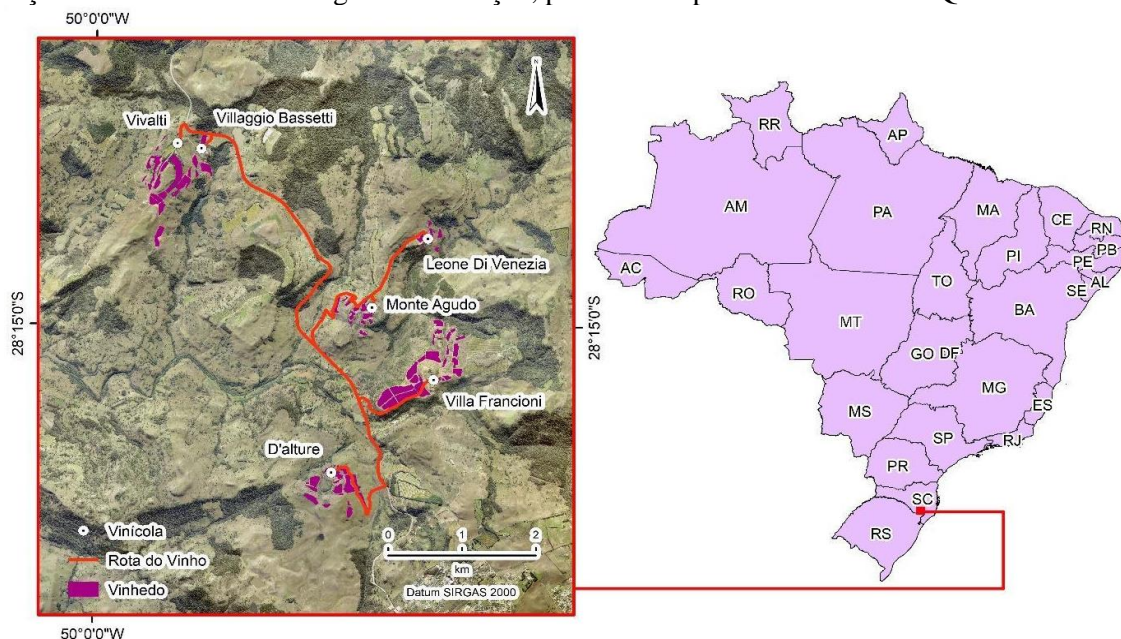 50°0'0"W
Vivalti
Villaggio Bassetti
Leone Di Venezia
Monte Agudo
28°15'0"S
28°15'0"S
Villa Francioni
D'alture
Vinícola
Rota do Vinho
Vinhedo
0 1 2
km
Datum SIRGAS 2000
50°0'0"W
RR
AP
AM
PA
MA
CE
RN
PB
PE
PI
AL
SE
AC
RO
TO
BA
MT
GO
DF
MG
ES
MS
SP
RJ
PR
SC
RS